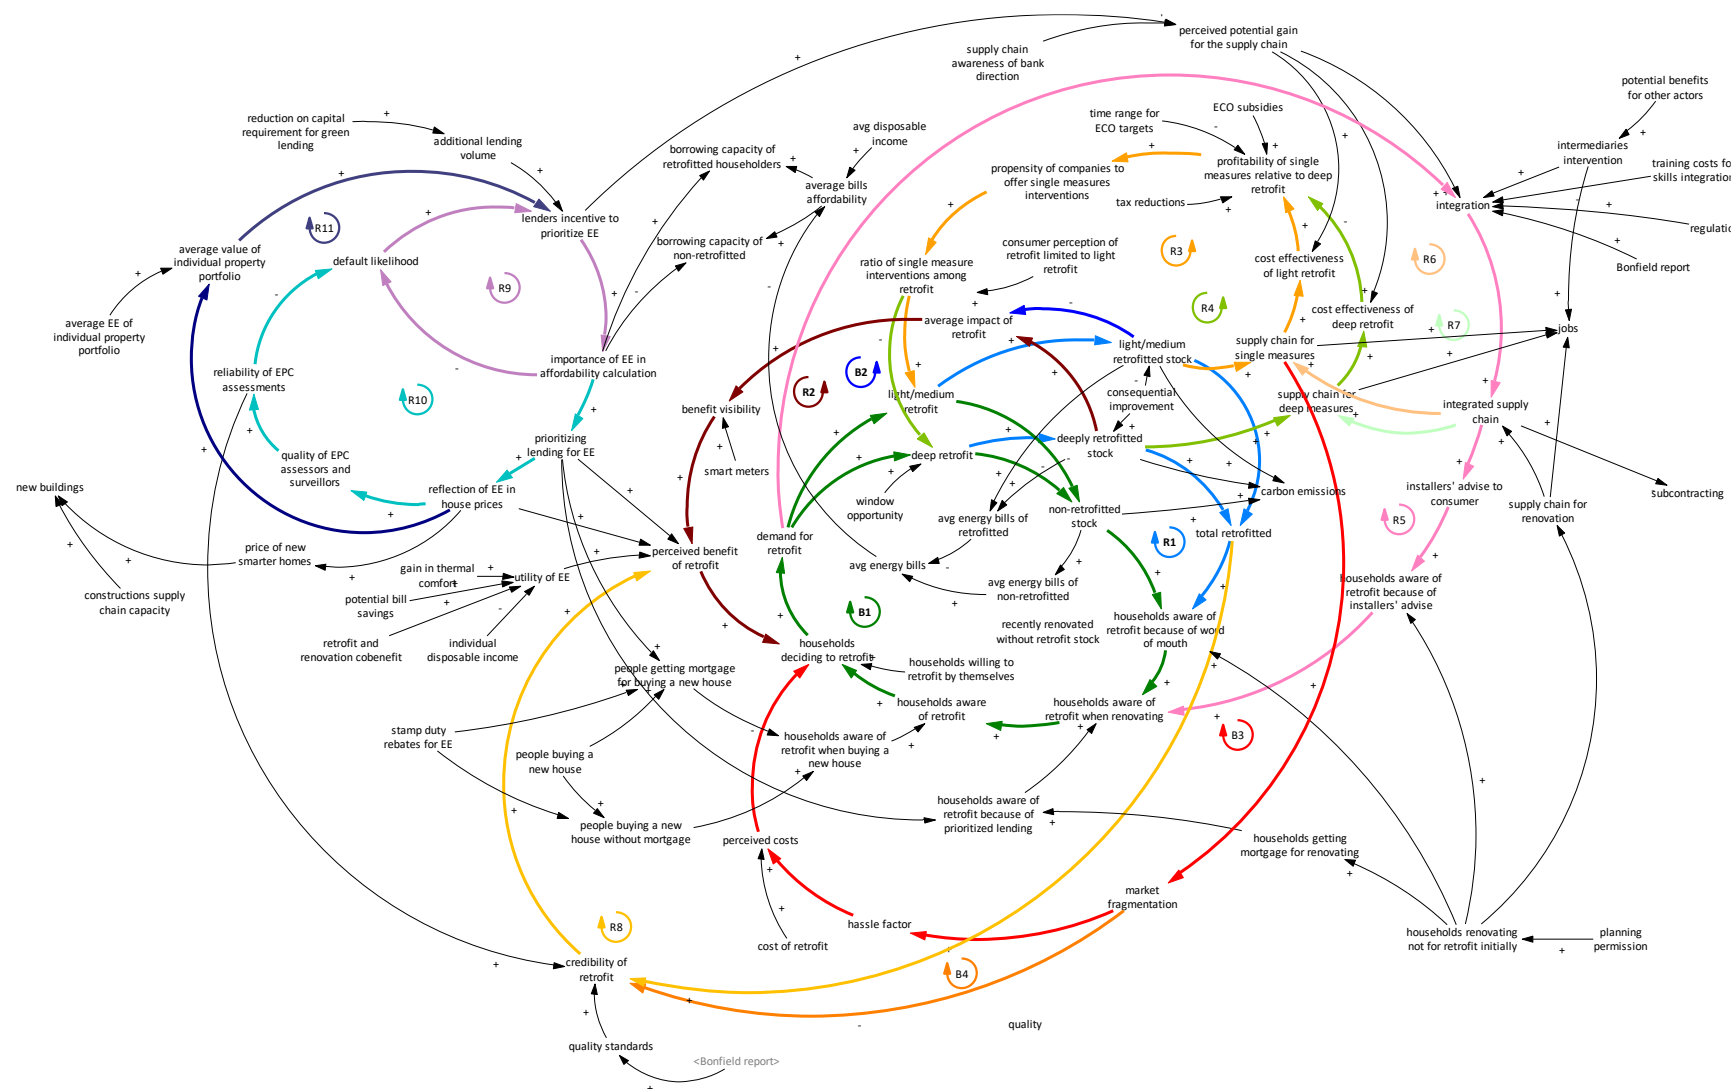 perceived potential gain
for the supply chain
supply chain
awareness of bank
direction
potential benefits
for other actors
reduction on capital
requirement for green
lending
additional lending
volume
avg disposable
income
time range for
ECO targets
ECO subsidies
intermediaries
intervention
borrowing capacity of
retrofitted householders
average bills
affordability
propensity of companies to
offer single measures
interventions
profitability of single
measures relative to deep
retrofit
training costs fo
skills integration
tax reductions
integration
lenders incentive to
prioritize EE
R11
regulatio
average value of
individual property
portfolio
default likelihood
borrowing capacity of
non-retrofitted
consumer perception of
retrofit limited to light
retrofit
ratio of single measure
interventions among
retrofit
R3
cost effectiveness
of light retrofit
R6
Bonfield report
R9
R4
average EE of
individual property
portfolio
average impact of
retrofit
cost effectiveness of
deep retrofit
R7
jobs
light/medium
retrofitted stock
supply chain for
single measures
importance of EE in
affordability calculation
reliability of EPC
assessments
R10
B2
R2
light/medium
retrofit
consequential
improvement
supply chain for
deep measures
integrated supply
chain
benefit visibility
prioritizing
lending for EE
deeply retrofitted
stock
deep retrofit
smart meters
quality of EPC
assessors and
surveillors
new buildings
reflection of EE in
house prices
window
opportunity
carbon emissions
installers' advise to
consumer
subcontracting
supply chain for
renovation
non-retrofitted
stock
avg energy bills of
retrofitted
R5
total retrofitted
R1
demand for
retrofit
price of new
smarter homes
perceived benefit
of retrofit
gain in thermal
comfort
utility of EE
avg energy bills
avg energy bills of
non-retrofitted
households aware of
retrofit because of
installers' advise
constructions supply
chain capacity
potential bill
savings
B1
recently renovated
without retrofit stock
households aware of
retrofit because of word
of mouth
retrofit and
renovation cobenefit
individual
disposable income
households
deciding to retrofit
people getting mortgage
for buying a new house
households willing to
retrofit by themselves
households aware
of retrofit
households aware of
retrofit when renovating
stamp duty
rebates for EE
households aware of
retrofit when buying a
new house
B3
people buying a
new house
households aware of
retrofit because of
prioritized lending
people buying a new
house without mortgage
perceived costs
households getting
mortgage for renovating
market
fragmentation
R8
hassle factor
cost of retrofit
households renovating
not for retrofit initially
planning
permission
credibility of
retrofit
B4
quality
quality standards
<Bonfield report>